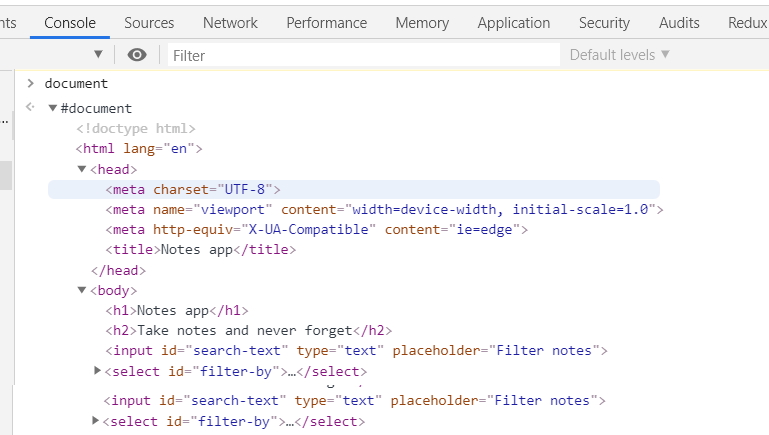 nts Console Sources Network Performance Memory Application Security Audits Redux
▼ Filter Default levels ▼
> document
... ▼#document
<!doctype html>
<html lang="en">
▼<head>
<meta charset="UTF-8">
<meta name="viewport" content="width=device-width, initial-scale=1.0">
<meta http-equiv="X-UA-Compatible" content="ie=edge">
<title>Notes app</title>
</head>
▼<body>
<h1>Notes app</h1>
<h2>Take notes and never forget</h2>
<input id="search-text" type="text" placeholder="Filter notes">
▶<select id="filter-by">…</select>
<input id="search-text" type="text" placeholder="Filter notes">
▶<select id="filter-by">…</select>